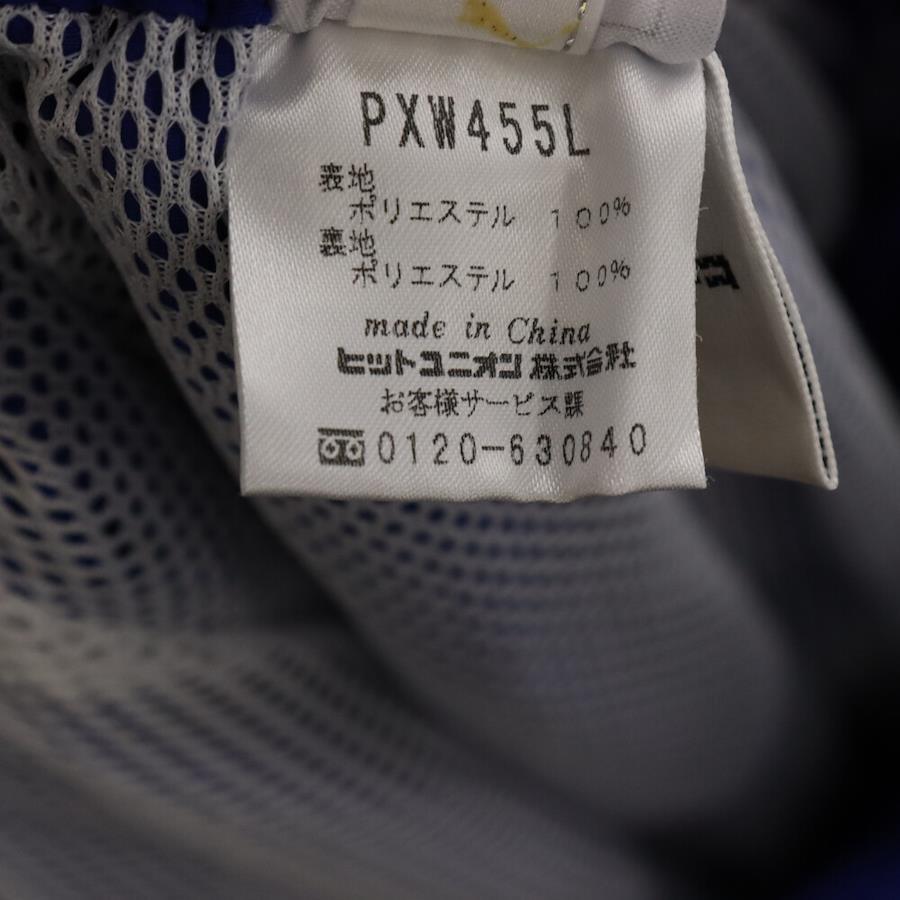 PXW455L
表地
ポリエステル 100%
裏地
ポリエステル 100%
made in China
ヒットユニオン株式会社
お客様サービス課
0120-630840